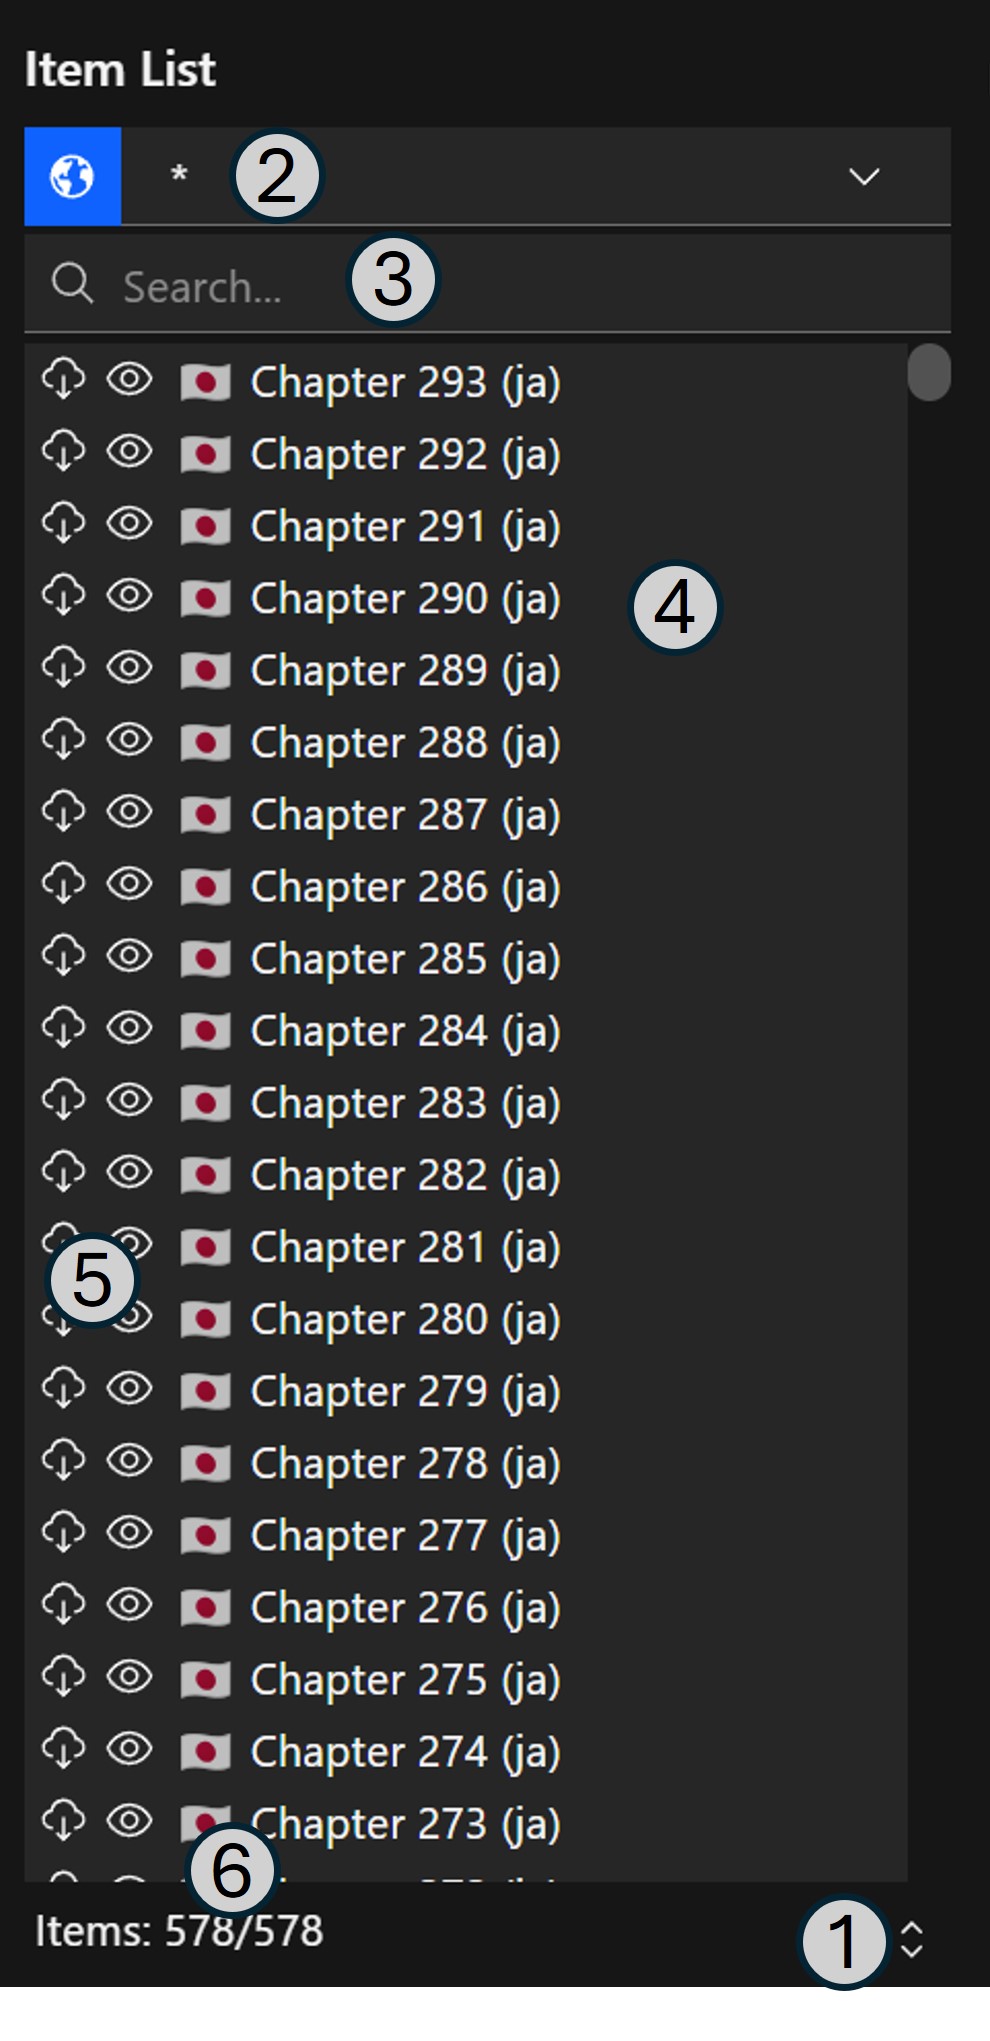 Item List
* 2
Search... 3
Chapter 293 (ja)
Chapter 292 (ja)
Chapter 291 (ja)
Chapter 290 (ja) 4
Chapter 289 (ja)
Chapter 288 (ja)
Chapter 287 (ja)
Chapter 286 (ja)
Chapter 285 (ja)
Chapter 284 (ja)
Chapter 283 (ja)
Chapter 282 (ja)
Chapter 281 (ja)
5
Chapter 280 (ja)
Chapter 279 (ja)
Chapter 278 (ja)
Chapter 277 (ja)
Chapter 276 (ja)
Chapter 275 (ja)
Chapter 274 (ja)
Chapter 273 (ja)
6
Items: 578/578 1